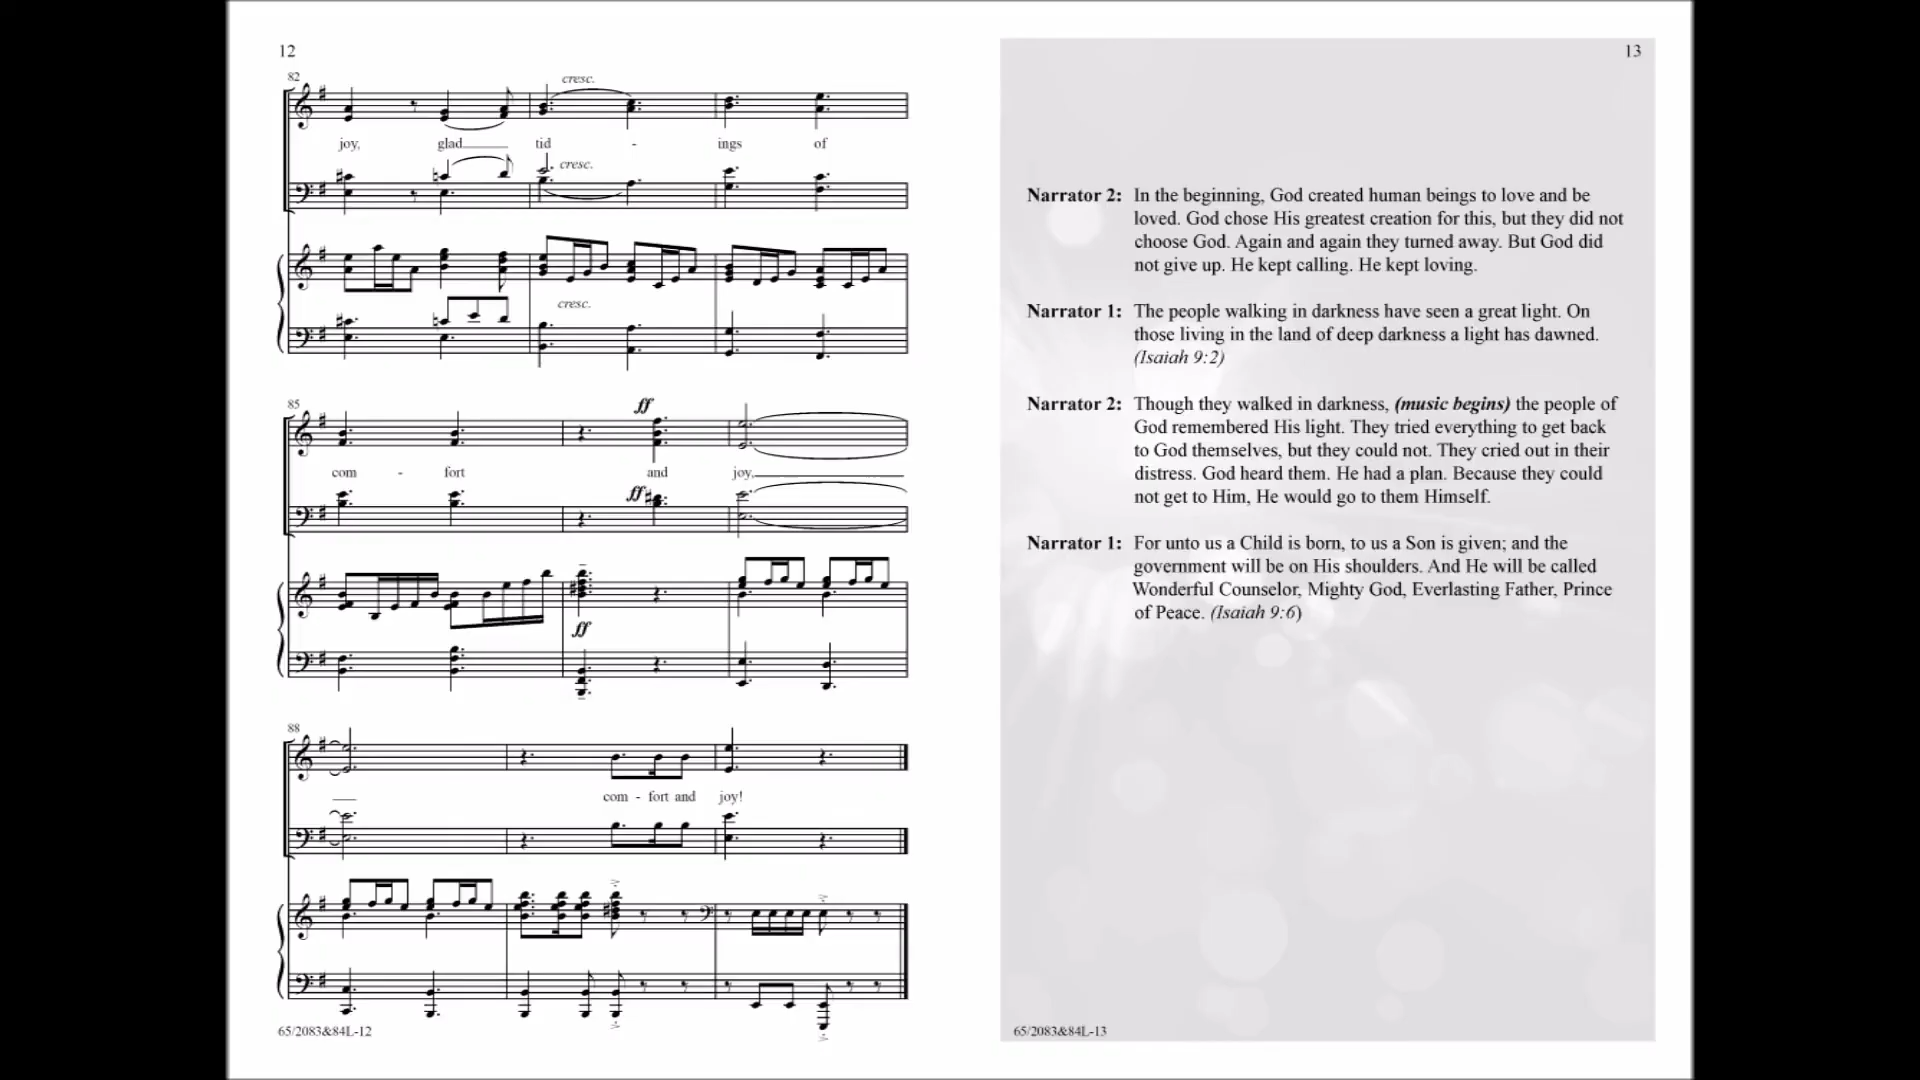 12
82
cresc.
joy, glad tid - ings of
cresc.
cresc.
85
ff
com - fort and joy,
ff
ff
88
com - fort and joy!
65/2083&84L-12
13
Narrator 2: In the beginning, God created human beings to love and be
loved. God chose His greatest creation for this, but they did not
choose God. Again and again they turned away. But God did
not give up. He kept calling. He kept loving.
Narrator 1: The people walking in darkness have seen a great light. On
those living in the land of deep darkness a light has dawned.
(Isaiah 9:2)
Narrator 2: Though they walked in darkness, (music begins) the people of
God remembered His light. They tried everything to get back
to God themselves, but they could not. They cried out in their
distress. God heard them. He had a plan. Because they could
not get to Him, He would go to them Himself.
Narrator 1: For unto us a Child is born, to us a Son is given; and the
government will be on His shoulders. And He will be called
Wonderful Counselor, Mighty God, Everlasting Father, Prince
of Peace. (Isaiah 9:6)
65/2083&84L-13